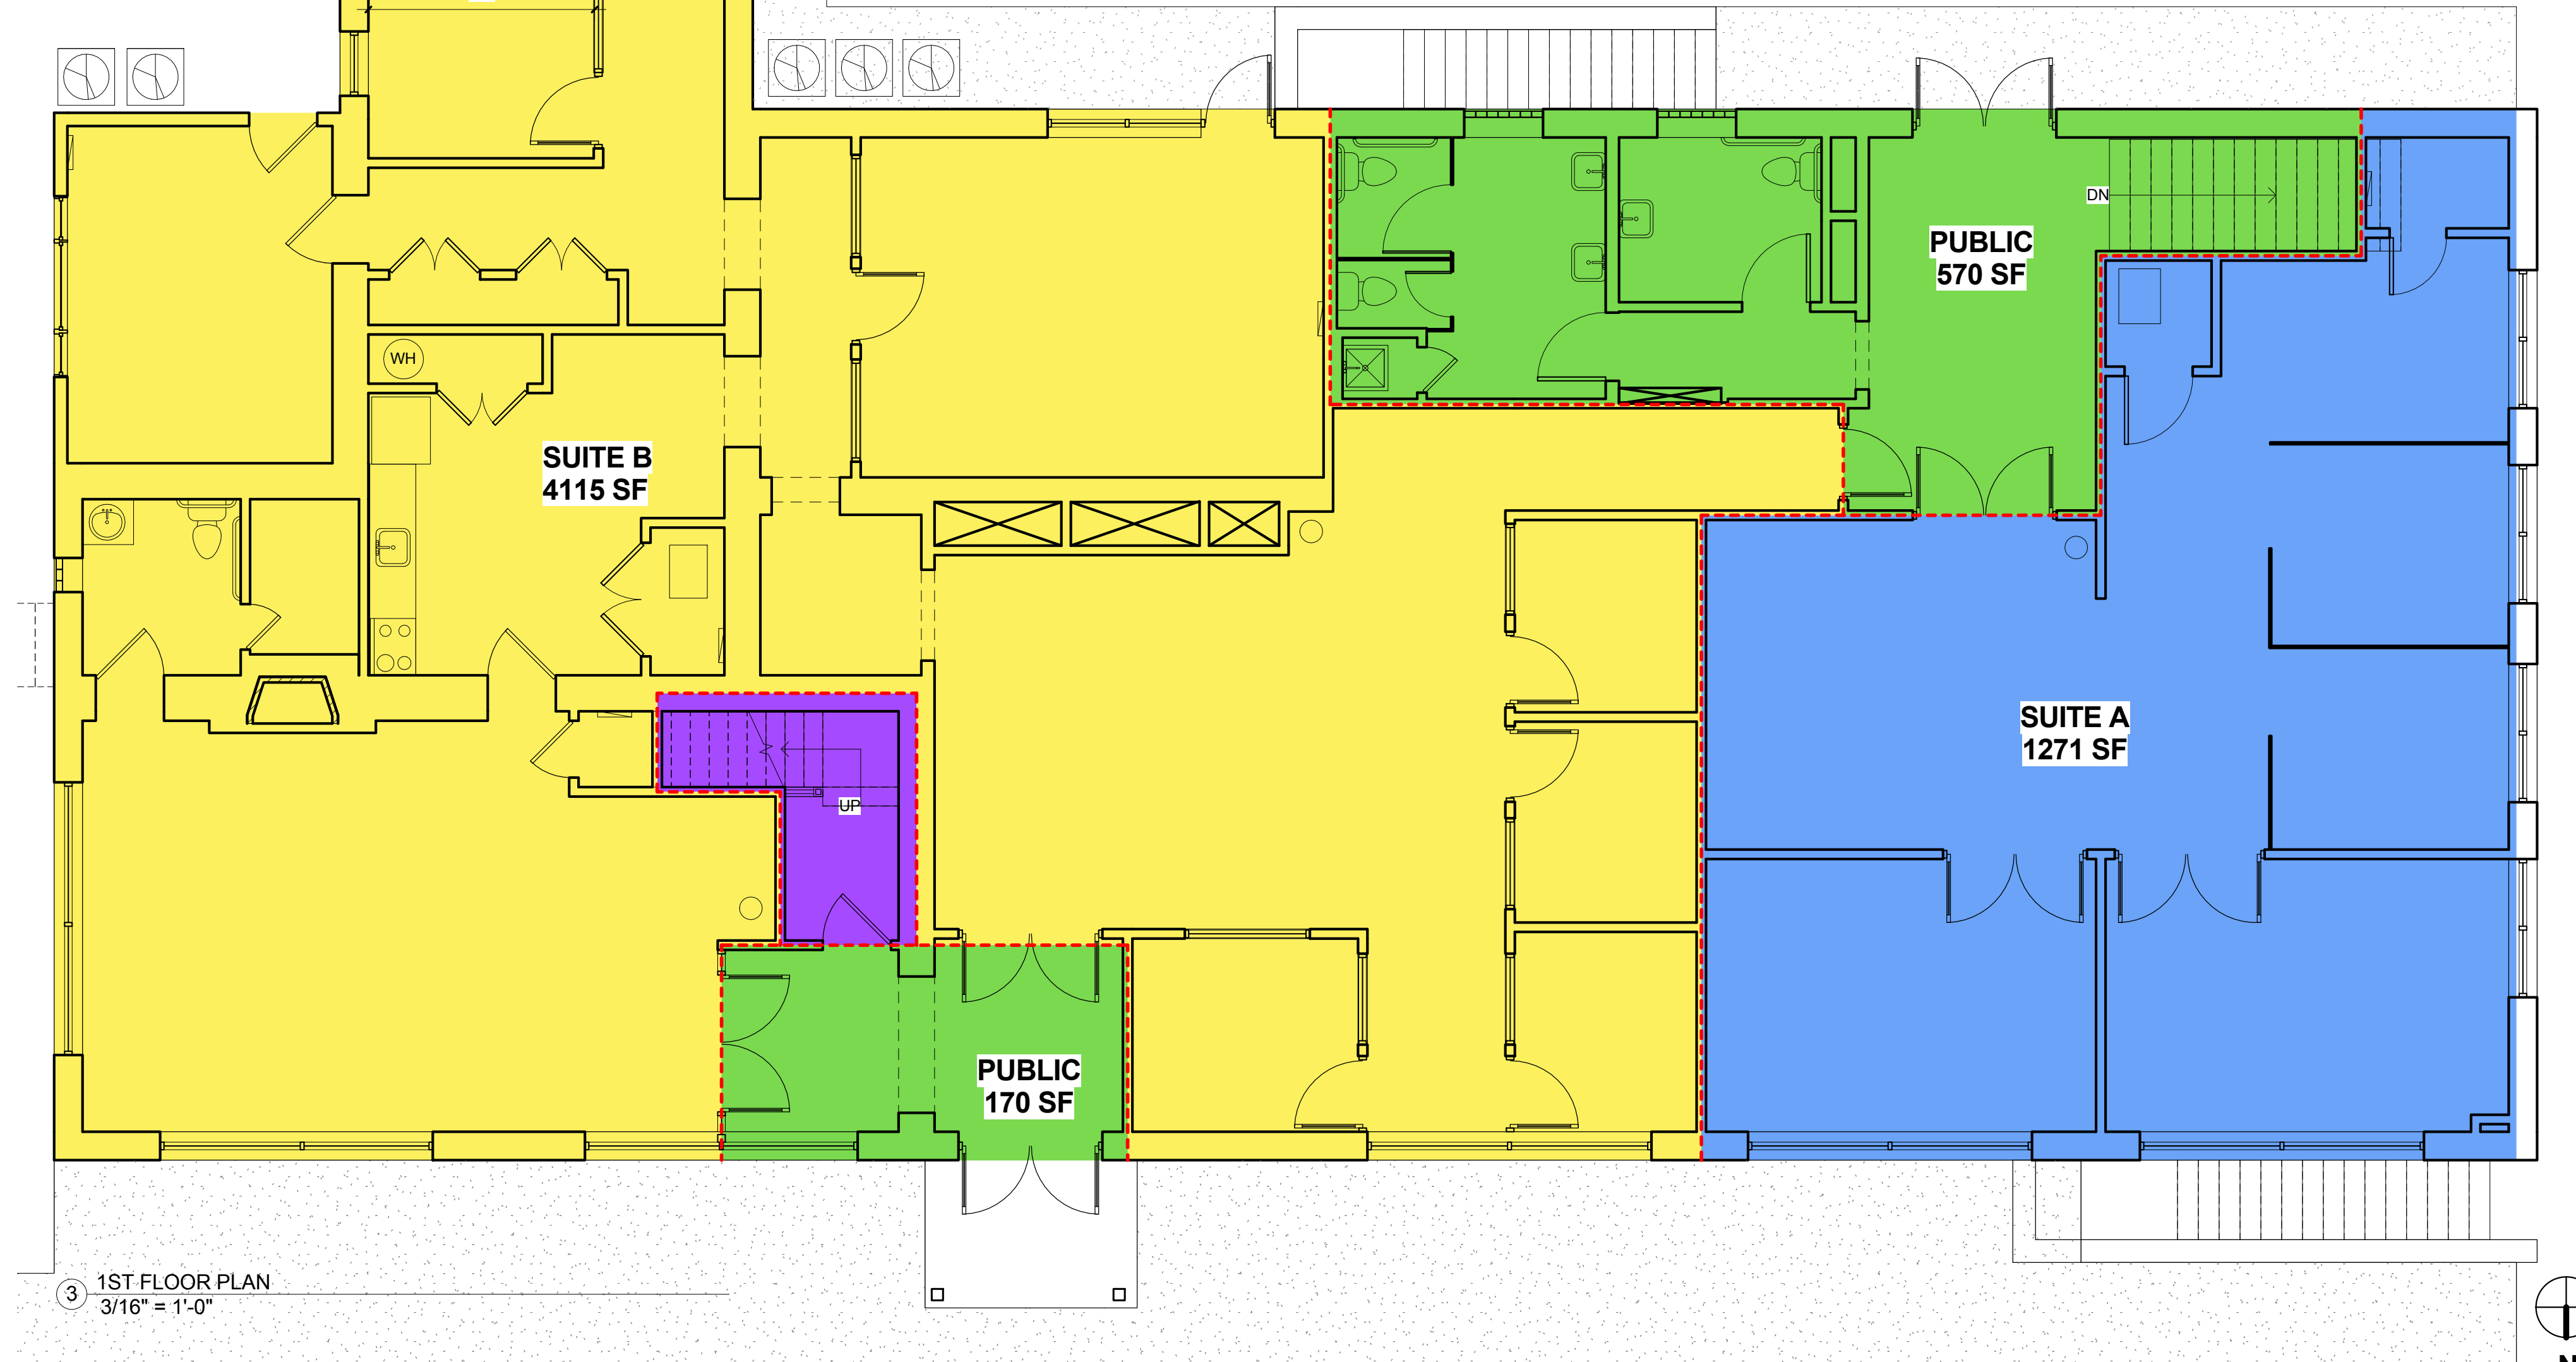 PUBLIC
570 SF
DN
WH
SUITE B
4115 SF
SUITE A
1271 SF
UP
PUBLIC
170 SF
3
1ST FLOOR PLAN
3/16" = 1'-0"